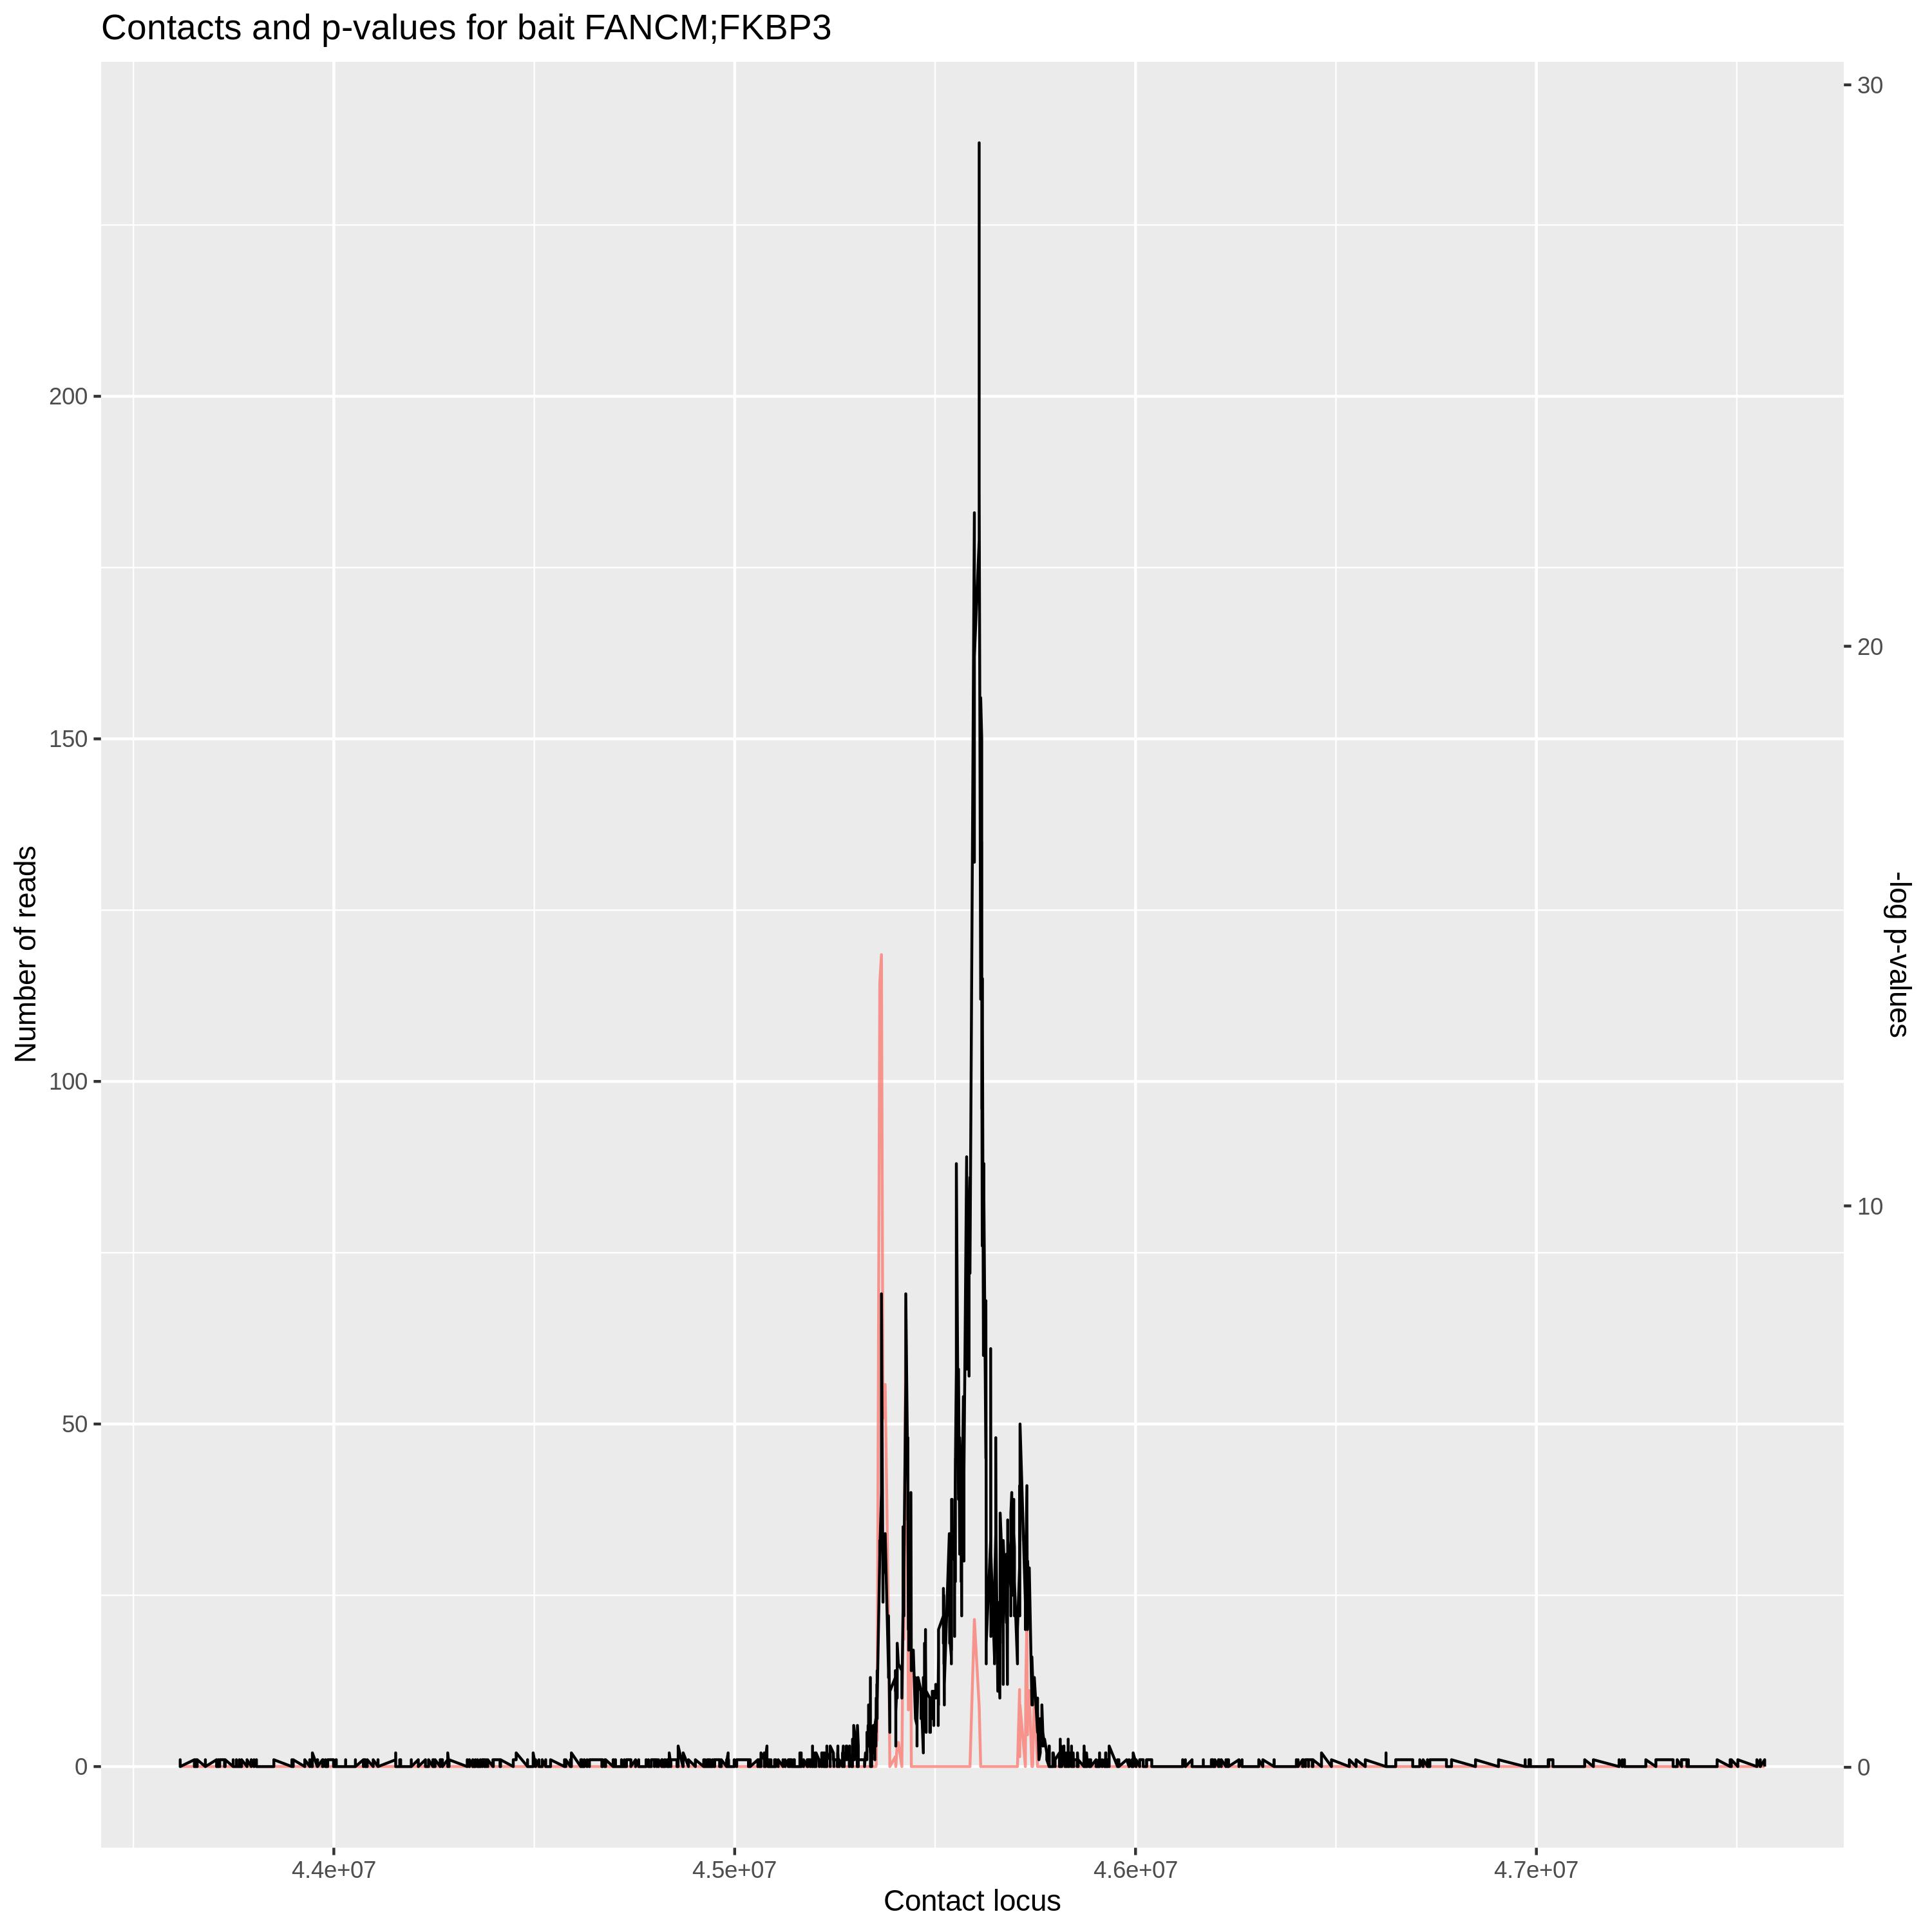 Contacts and p-values for bait FANCM;FKBP3
Number of reads
200
150
100
50
0
30
20
10
0
-log p-values
4.4e+07
4.5e+07
4.6e+07
4.7e+07
Contact locus